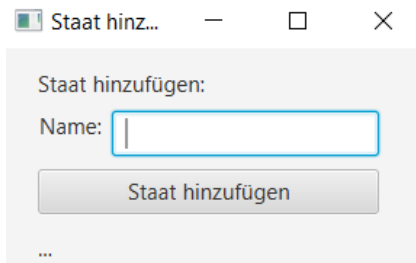 Staat hinz...
Staat hinzufügen:
Name:
Staat hinzufügen
...